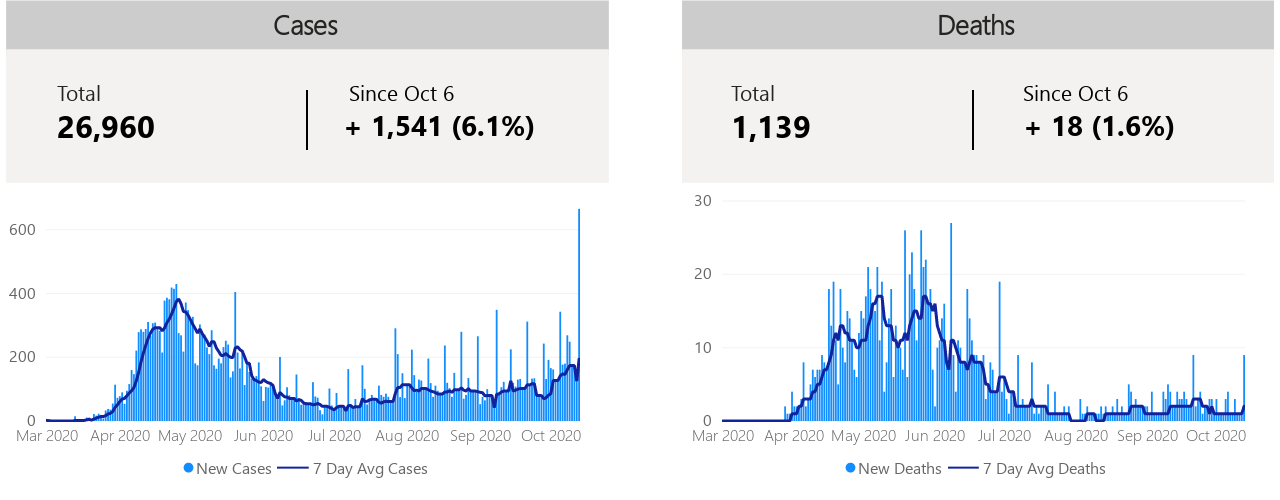 Cases
Total
26,960
Since Oct 6
+ 1,541 (6.1%)
600
400
200
0
Mar 2020 Apr 2020 May 2020 Jun 2020 Jul 2020 Aug 2020 Sep 2020 Oct 2020
New Cases 7 Day Avg Cases
Deaths
Total
1,139
Since Oct 6
+ 18 (1.6%)
30
20
10
0
Mar 2020 Apr 2020 May 2020 Jun 2020 Jul 2020 Aug 2020 Sep 2020 Oct 2020
New Deaths 7 Day Avg Deaths